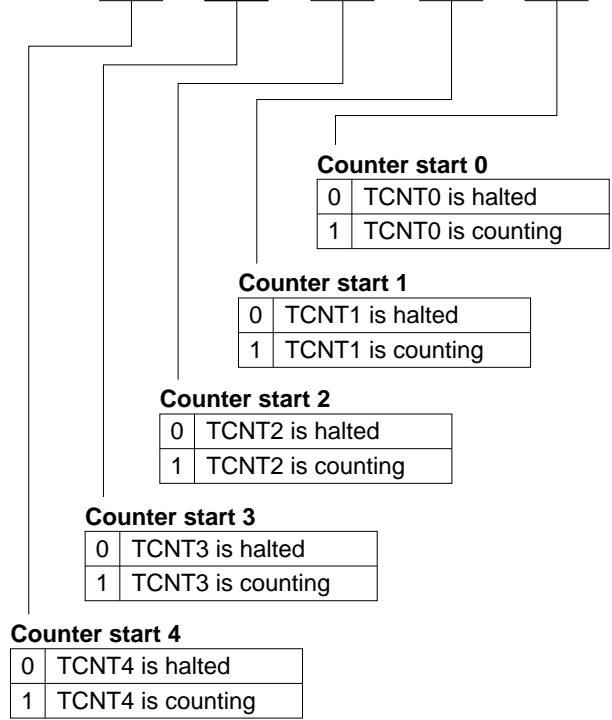 Counter start 0
0 TCNT0 is halted
1 TCNT0 is counting
Counter start 1
0 TCNT1 is halted
1 TCNT1 is counting
Counter start 2
0 TCNT2 is halted
1 TCNT2 is counting
Counter start 3
0 TCNT3 is halted
1 TCNT3 is counting
Counter start 4
0 TCNT4 is halted
1 TCNT4 is counting